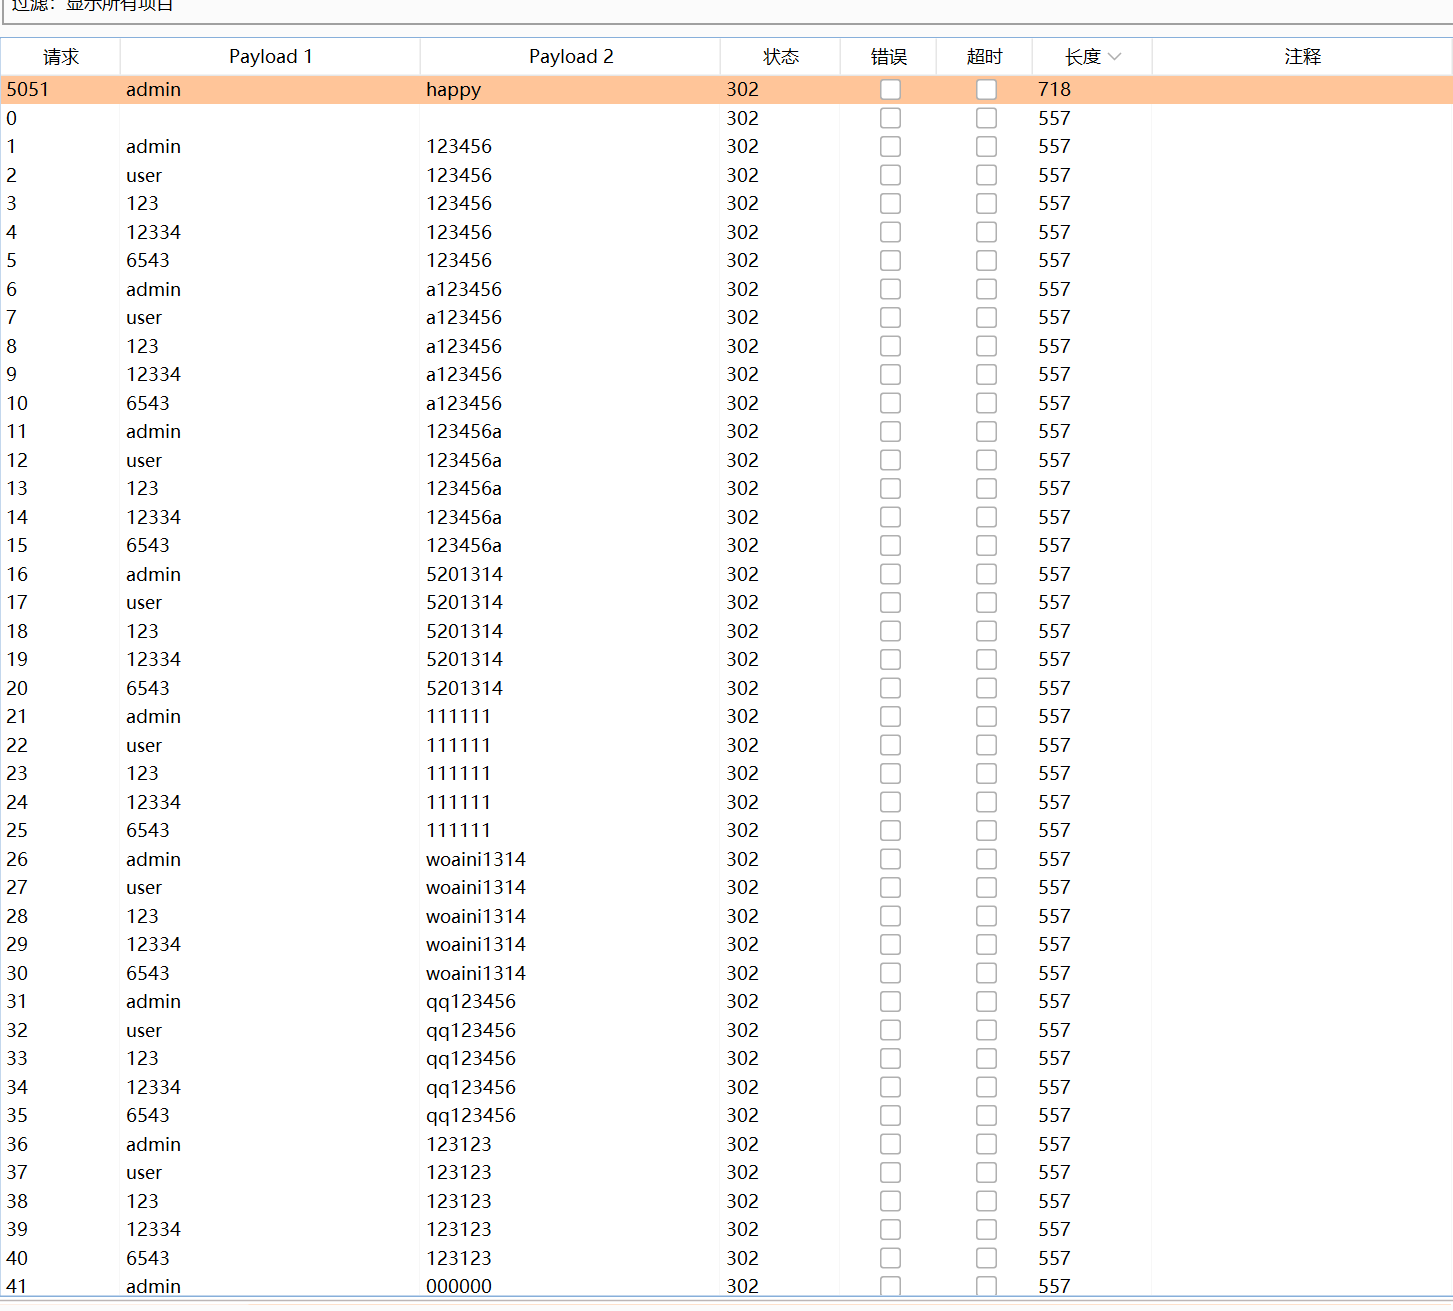 过滤：显示所有项目
请求 Payload 1 Payload 2 状态 错误 超时 长度 注释
5051 admin happy 302 718
0 302 557
1 admin 123456 302 557
2 user 123456 302 557
3 123 123456 302 557
4 12334 123456 302 557
5 6543 123456 302 557
6 admin a123456 302 557
7 user a123456 302 557
8 123 a123456 302 557
9 12334 a123456 302 557
10 6543 a123456 302 557
11 admin 123456a 302 557
12 user 123456a 302 557
13 123 123456a 302 557
14 12334 123456a 302 557
15 6543 123456a 302 557
16 admin 5201314 302 557
17 user 5201314 302 557
18 123 5201314 302 557
19 12334 5201314 302 557
20 6543 5201314 302 557
21 admin 111111 302 557
22 user 111111 302 557
23 123 111111 302 557
24 12334 111111 302 557
25 6543 111111 302 557
26 admin woaini1314 302 557
27 user woaini1314 302 557
28 123 woaini1314 302 557
29 12334 woaini1314 302 557
30 6543 woaini1314 302 557
31 admin qq123456 302 557
32 user qq123456 302 557
33 123 qq123456 302 557
34 12334 qq123456 302 557
35 6543 qq123456 302 557
36 admin 123123 302 557
37 user 123123 302 557
38 123 123123 302 557
39 12334 123123 302 557
40 6543 123123 302 557
41 admin 000000 302 557